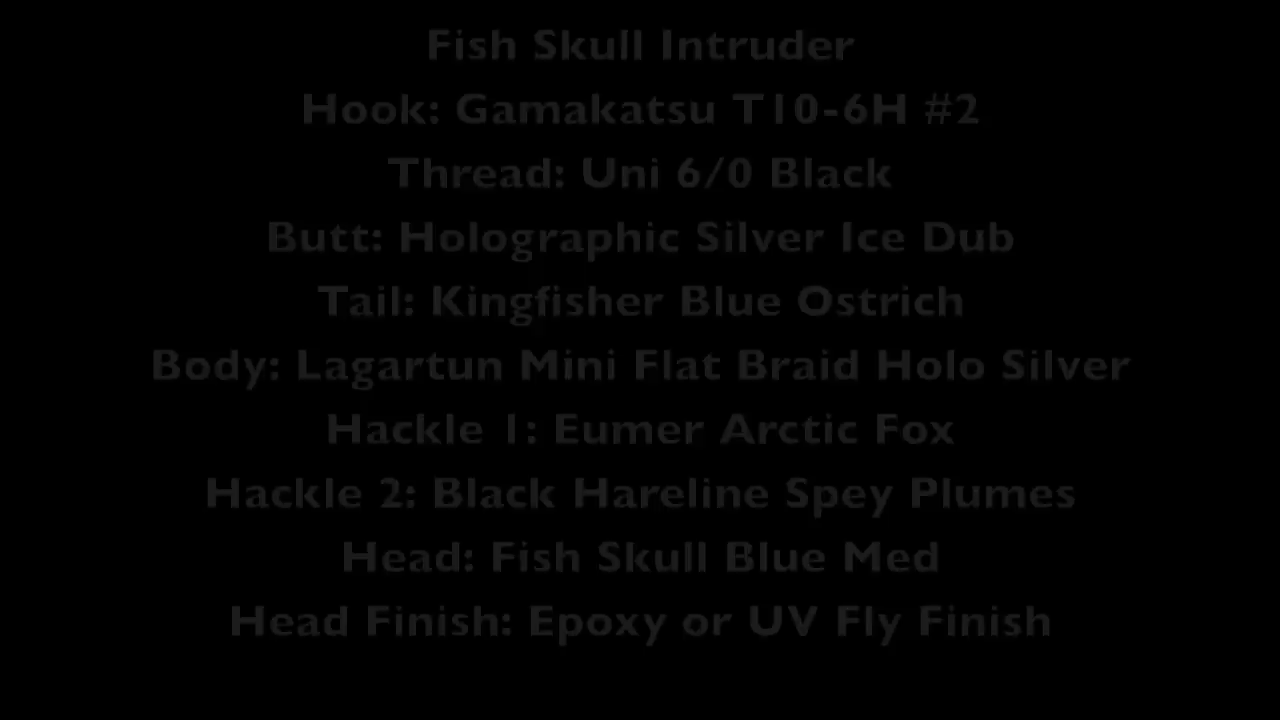 Fish Skull Intruder
Hook: Gamakatsu T10-6H #2
Thread: Uni 6/0 Black
Butt: Holographic Silver Ice Dub
Tail: Kingfisher Blue Ostrich
Body: Lagartun Mini Flat Braid Holo Silver
Hackle 1: Eumer Arctic Fox
Hackle 2: Black Hareline Spey Plumes
Head: Fish Skull Blue Med
Head Finish: Epoxy or UV Fly Finish